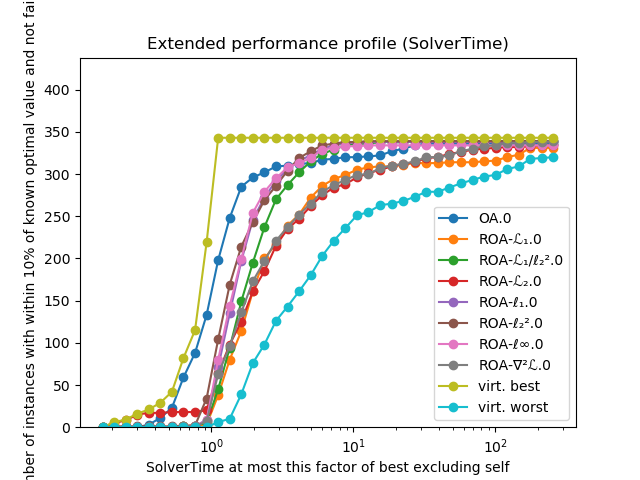 Extended performance profile (SolverTime)
of instances with within 10% of known optimal value and not
400
350
300
250
200
150
100
50
0
10⁰
10¹
10²
SolverTime at most this factor of best excluding self
OA.0
ROA-ℒ₁.0
ROA-ℒ₁/ℓ₂².0
ROA-ℒ₂.0
ROA-ℓ₁.0
ROA-ℓ₂².0
ROA-ℓ∞.0
ROA-∇²ℒ.0
virt. best
virt. worst